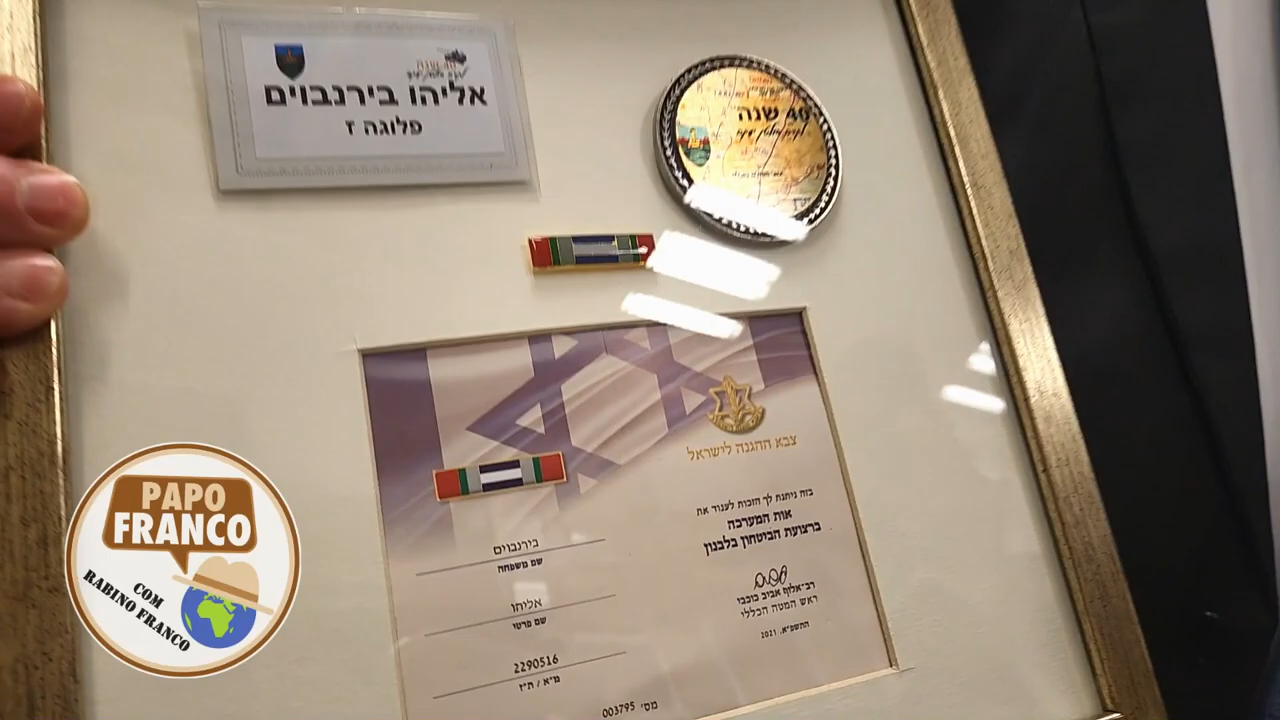 אליהו בירנבוים
פלוגה ז
40 שנה
צבא ההגנה לישראל
בזה ניתנת לך הזכות לענוד את
אות המערכה
ברצועת הביטחון בלבנון
רב־אלוף אביב כוכבי
ראש המטה הכללי
התשפ"א, 2021
בירנבוים
שם משפחה
אליהו
שם פרטי
2290516
מ"א / ת"ז
מס' 003795
PAPO
FRANCO
COM
RABINO FRANCO